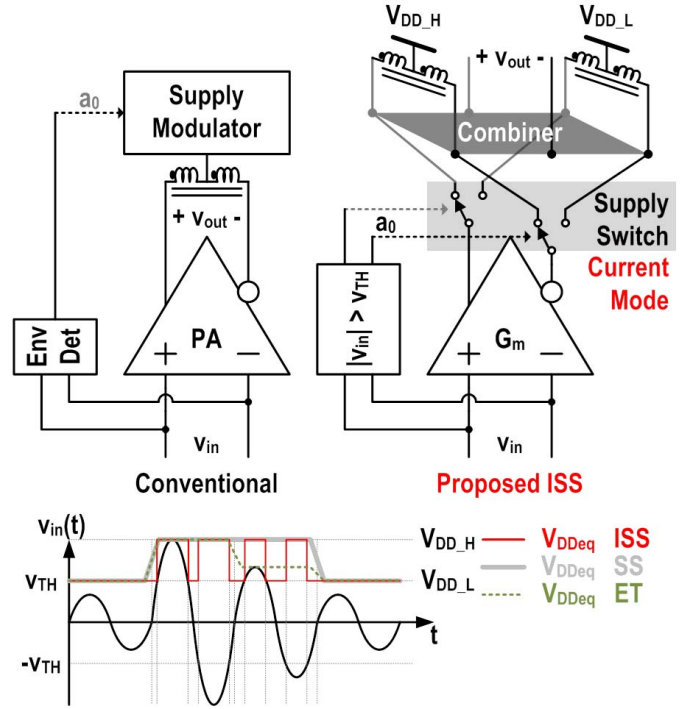 V_DD_H
V_DD_L
+ v_out -
Combiner
a_0
Supply
Modulator
+ v_out -
Supply
Switch
Current
Mode
a_0
Env
Det
PA
+
−
|v_in| > v_TH
G_m
+
−
v_in
v_in
Conventional
Proposed ISS
v_in(t)
v_TH
-v_TH
t
V_DD_H
V_DD_L
V_DDeq ISS
V_DDeq SS
V_DDeq ET